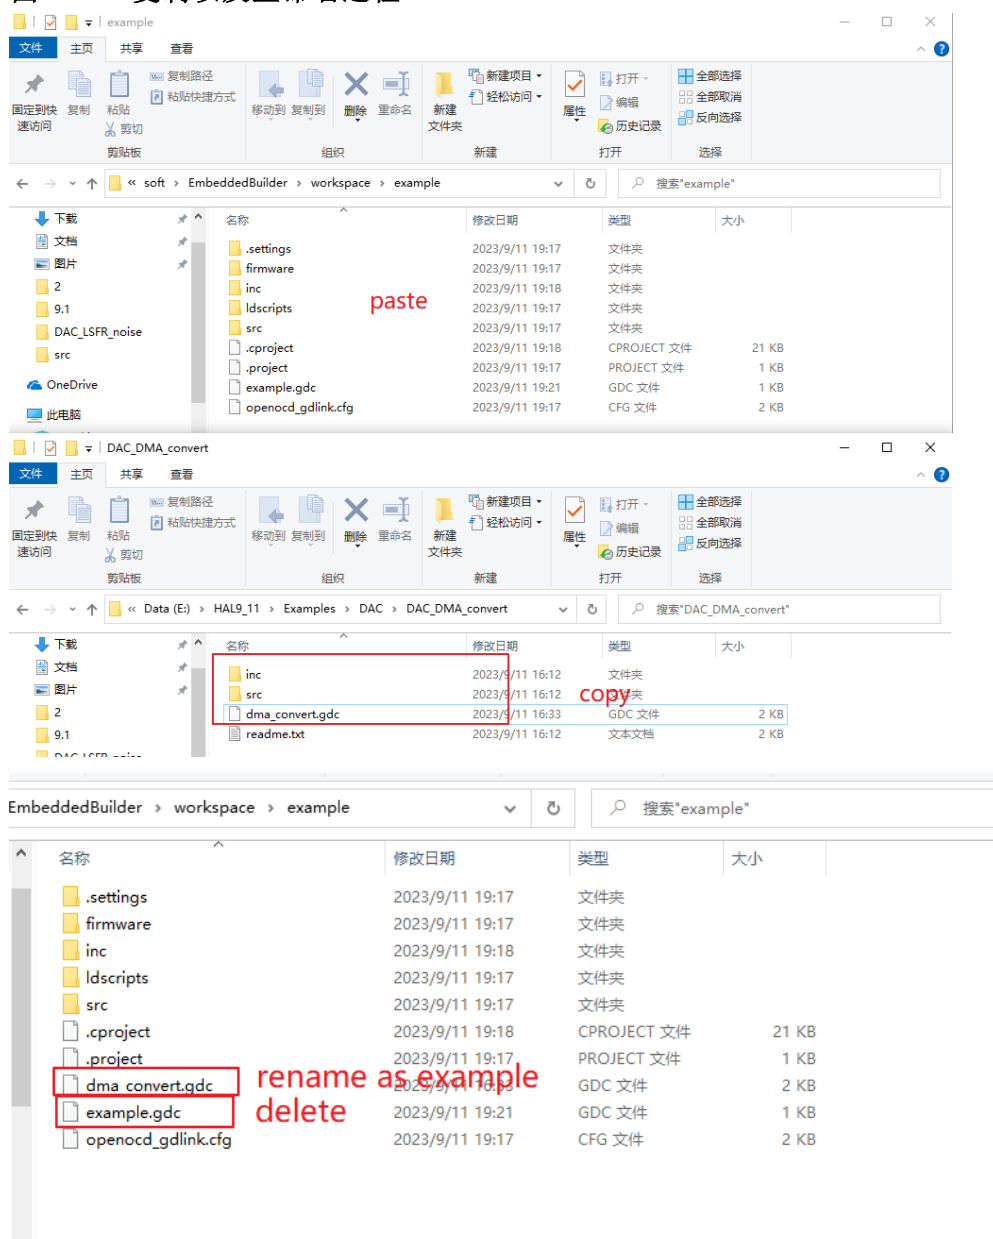 example
文件 主页 共享 查看
固定到快速访问 复制 粘贴 复制路径 粘贴快捷方式 剪切 移动到 复制到 删除 重命名 新建文件夹 新建项目 轻松访问 属性 打开 编辑 历史记录 全部选择 全部取消 反向选择
剪贴板 组织 新建 打开 选择
« soft › EmbeddedBuilder › workspace › example 搜索"example"
下载
文档
图片
2
9.1
DAC_LSFR_noise
src
OneDrive
此电脑
名称 修改日期 类型 大小
.settings 2023/9/11 19:17 文件夹
firmware 2023/9/11 19:17 文件夹
inc 2023/9/11 19:18 文件夹
ldscripts 2023/9/11 19:17 文件夹
src 2023/9/11 19:17 文件夹
.cproject 2023/9/11 19:18 CPROJECT 文件 21 KB
.project 2023/9/11 19:17 PROJECT 文件 1 KB
example.gdc 2023/9/11 19:21 GDC 文件 1 KB
openocd_gdlink.cfg 2023/9/11 19:17 CFG 文件 2 KB
paste
DAC_DMA_convert
文件 主页 共享 查看
固定到快速访问 复制 粘贴 复制路径 粘贴快捷方式 剪切 移动到 复制到 删除 重命名 新建文件夹 新建项目 轻松访问 属性 打开 编辑 历史记录 全部选择 全部取消 反向选择
剪贴板 组织 新建 打开 选择
« Data (E:) › HAL9_11 › Examples › DAC › DAC_DMA_convert 搜索"DAC_DMA_convert"
下载
文档
图片
2
9.1
名称 修改日期 类型 大小
inc 2023/9/11 16:12 文件夹
src 2023/9/11 16:12 文件夹
dma_convert.gdc 2023/9/11 16:33 GDC 文件 2 KB
readme.txt 2023/9/11 16:12 文本文档 2 KB
copy
EmbeddedBuilder › workspace › example 搜索"example"
名称 修改日期 类型 大小
.settings 2023/9/11 19:17 文件夹
firmware 2023/9/11 19:17 文件夹
inc 2023/9/11 19:18 文件夹
ldscripts 2023/9/11 19:17 文件夹
src 2023/9/11 19:17 文件夹
.cproject 2023/9/11 19:18 CPROJECT 文件 21 KB
.project 2023/9/11 19:17 PROJECT 文件 1 KB
dma_convert.gdc 2023/9/11 16:33 GDC 文件 2 KB
rename as example
example.gdc 2023/9/11 19:21 GDC 文件 1 KB
delete
openocd_gdlink.cfg 2023/9/11 19:17 CFG 文件 2 KB